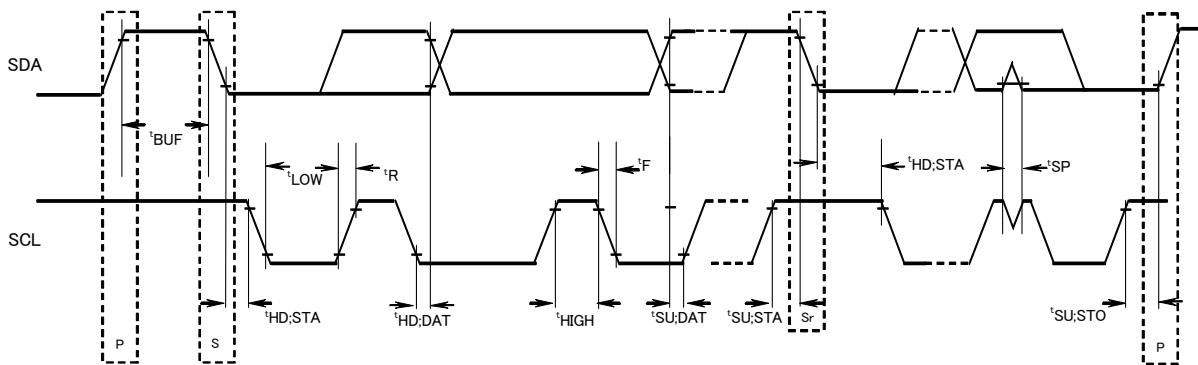 SDA
tBUF
tLOW
tR
tF
tHD;STA
tSP
SCL
tHD;STA
tHD;DAT
tHIGH
tSU;DAT
tSU;STA
Sr
tSU;STO
P
S
P